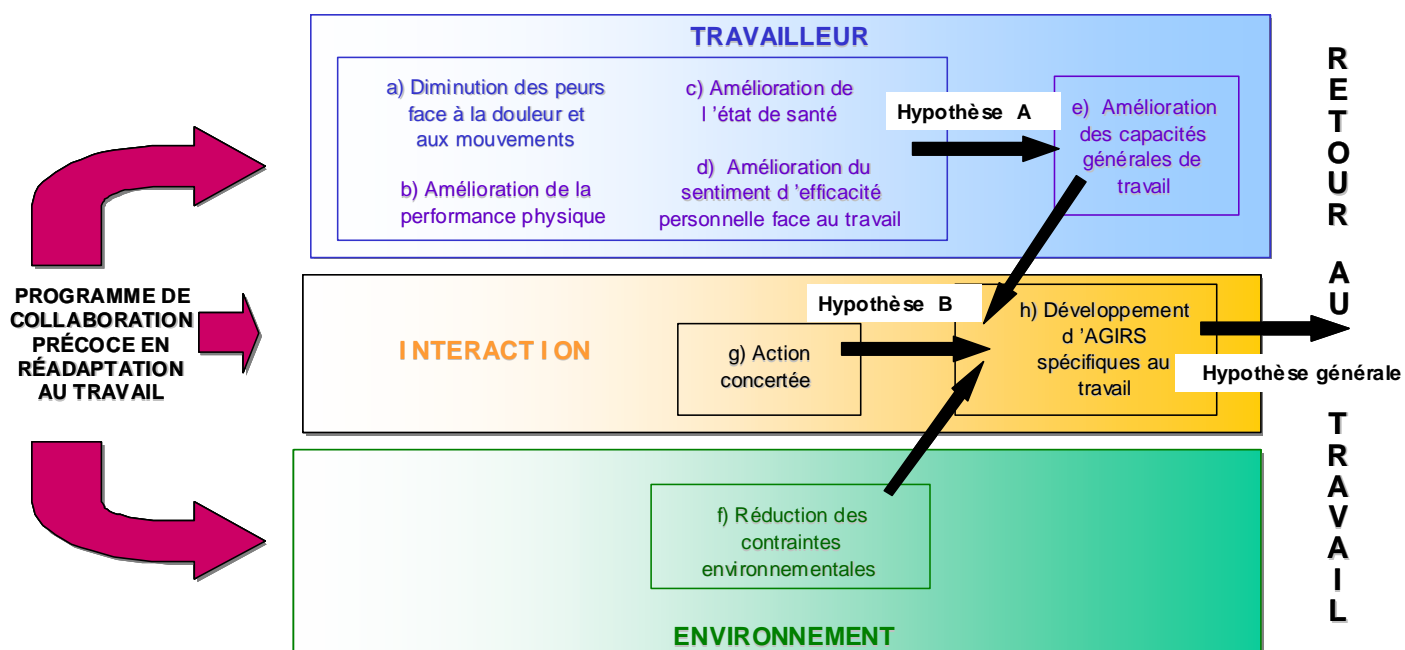 TRAVAILLEUR
a) Diminution des peurs
face à la douleur et
aux mouvements
b) Amélioration de la
performance physique
c) Amélioration de
l ’état de santé
d) Amélioration du
sentiment d ’efficacité
personnelle face au travail
Hypothèse A
e) Amélioration
des capacités
générales de
travail
PROGRAMME DE
COLLABORATION
PRÉCOCE EN
RÉADAPTATION
AU TRAVAIL
INTERACTION
g) Action
concertée
Hypothèse B
h) Développement
d ’AGIRS
spécifiques au
travail
Hypothèse générale
f) Réduction des
contraintes
environnementales
ENVIRONNEMENT
RETOUR AU TRAVAIL